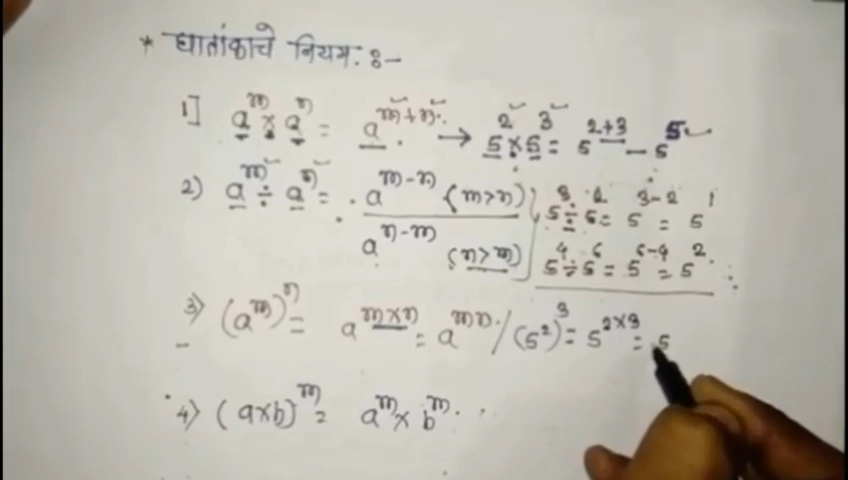 * घातांकाचे नियम :-
1] aᵐ × aⁿ = aᵐ⁺ⁿ. → 5² × 5³ = 5²⁺³ – 5⁵
2) aᵐ ÷ aⁿ = aᵐ⁻ⁿ (m>n) 5³ ÷ 5² = 5³⁻² = 5¹
aⁿ⁻ᵐ (n>m) 5⁴ ÷ 5⁶ = 5⁶⁻⁴ = 5².
3) (aᵐ)ⁿ = aᵐˣⁿ = aᵐⁿ. / (5²)³ = 5²ˣ³ = 5
4) (a×b)ᵐ = aᵐ × bᵐ.